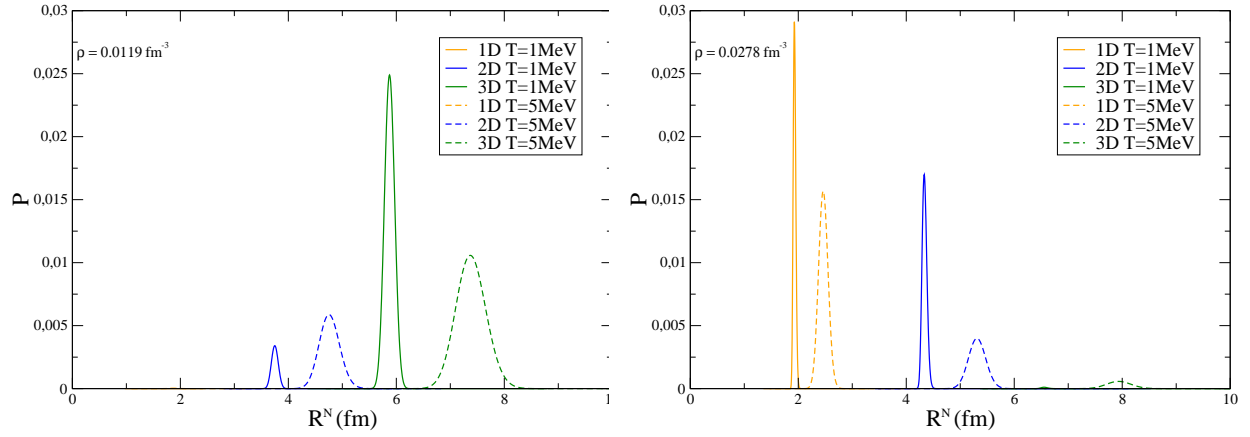 0,03
ρ = 0.0119 fm⁻³
1D T=1MeV
2D T=1MeV
3D T=1MeV
1D T=5MeV
2D T=5MeV
3D T=5MeV
0,025
0,02
0,015
0,01
0,005
0
P
0 2 4 6 8 10
R^N (fm)
0,03
ρ = 0.0278 fm⁻³
1D T=1MeV
2D T=1MeV
3D T=1MeV
1D T=5MeV
2D T=5MeV
3D T=5MeV
0,025
0,02
0,015
0,01
0,005
0
P
0 2 4 6 8 10
R^N (fm)